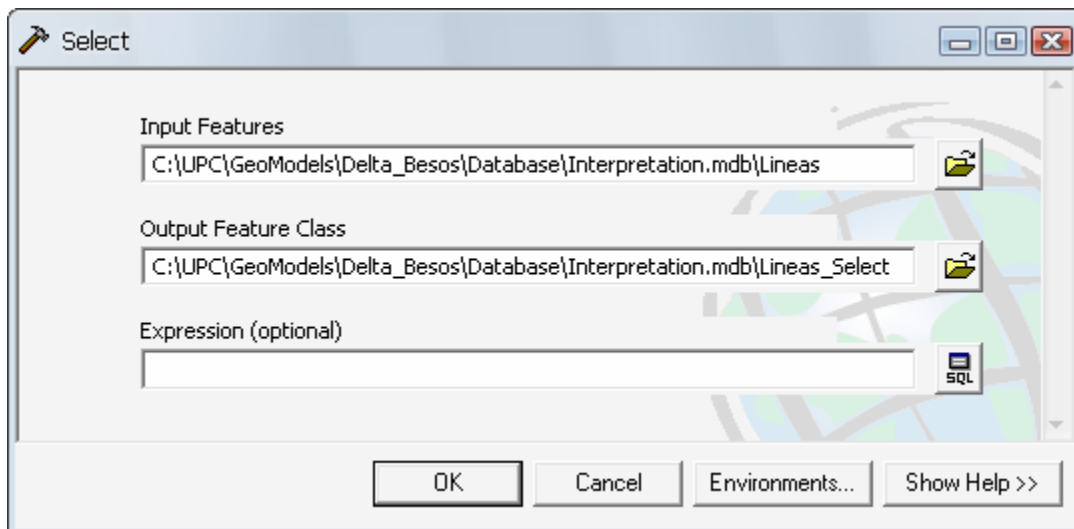 Select
Input Features
C:\UPC\GeoModels\Delta_Besos\Database\Interpretation.mdb\Lineas
Output Feature Class
C:\UPC\GeoModels\Delta_Besos\Database\Interpretation.mdb\Lineas_Select
Expression (optional)
SQL
OK Cancel Environments... Show Help >>